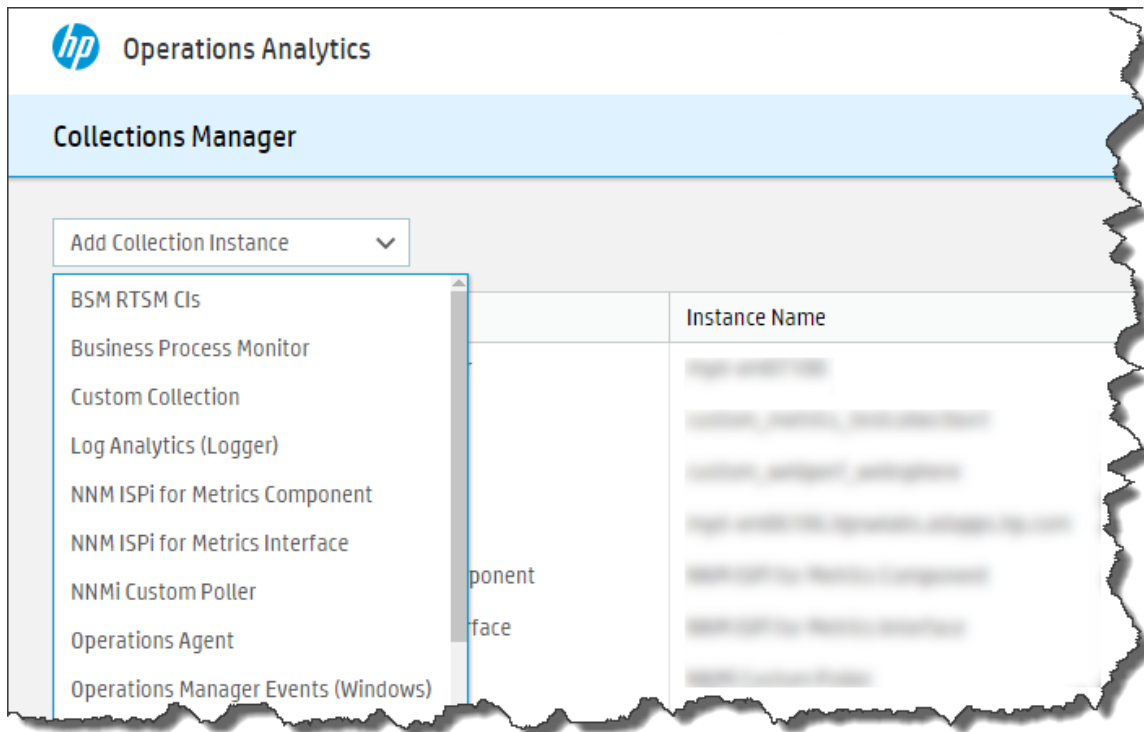 hp Operations Analytics
Collections Manager
Add Collection Instance
BSM RTSM CIs
Instance Name
Business Process Monitor
Custom Collection
Log Analytics (Logger)
NNM ISPi for Metrics Component
NNM ISPi for Metrics Interface
ponent
NNMi Custom Poller
rface
Operations Agent
Operations Manager Events (Windows)